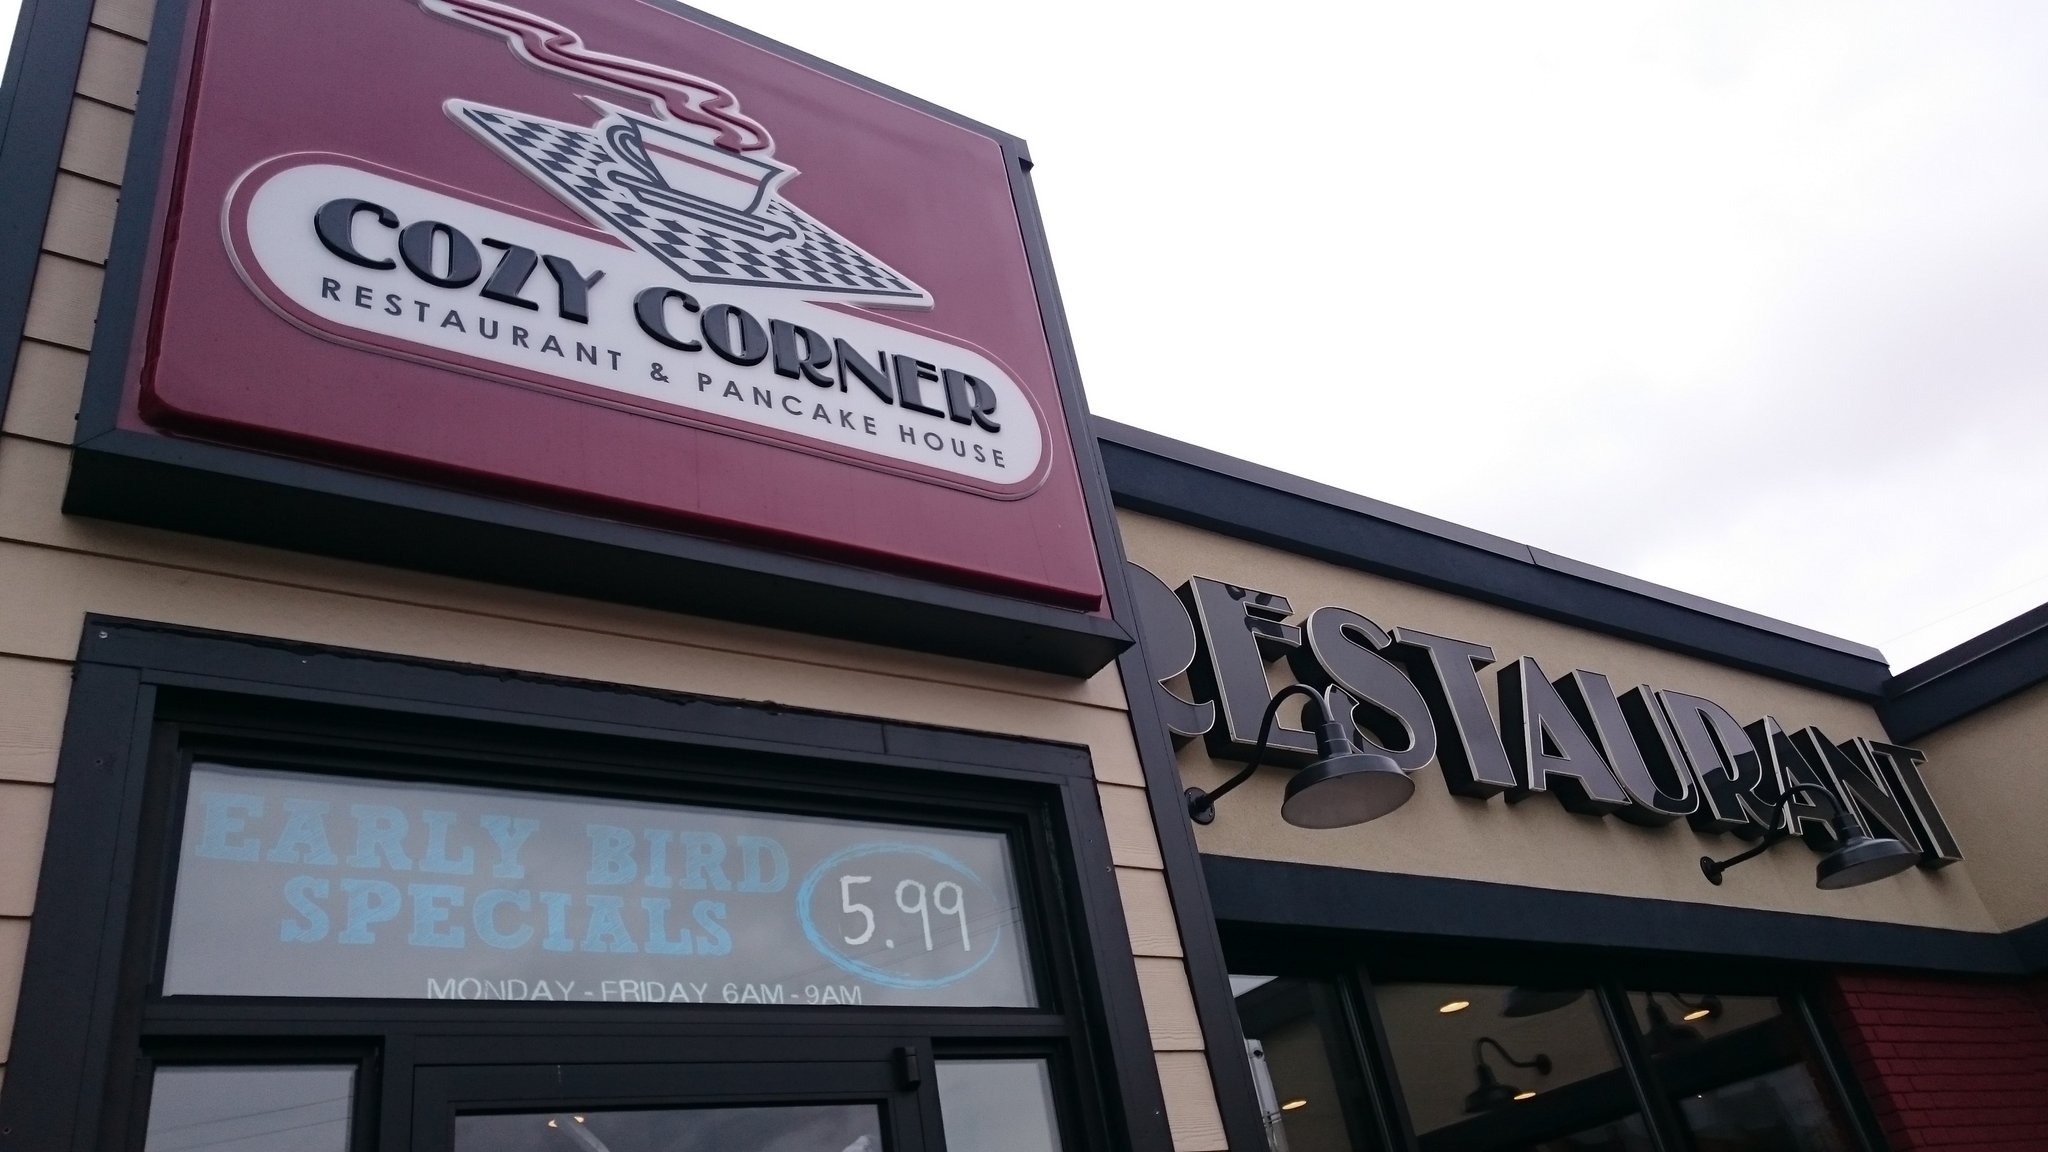 COZY CORNER
RESTAURANT & PANCAKE HOUSE
RESTAURANT
EARLY BIRD
SPECIALS
5.99
MONDAY - FRIDAY 6AM - 9AM